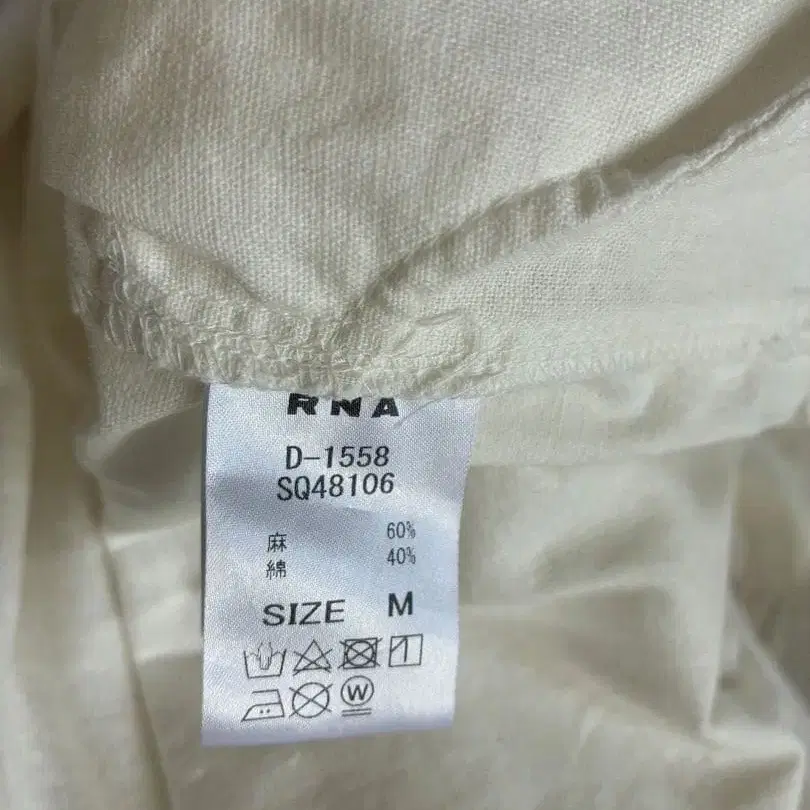 RNA
D-1558
SQ48106
麻 60%
綿 40%
SIZE M
W